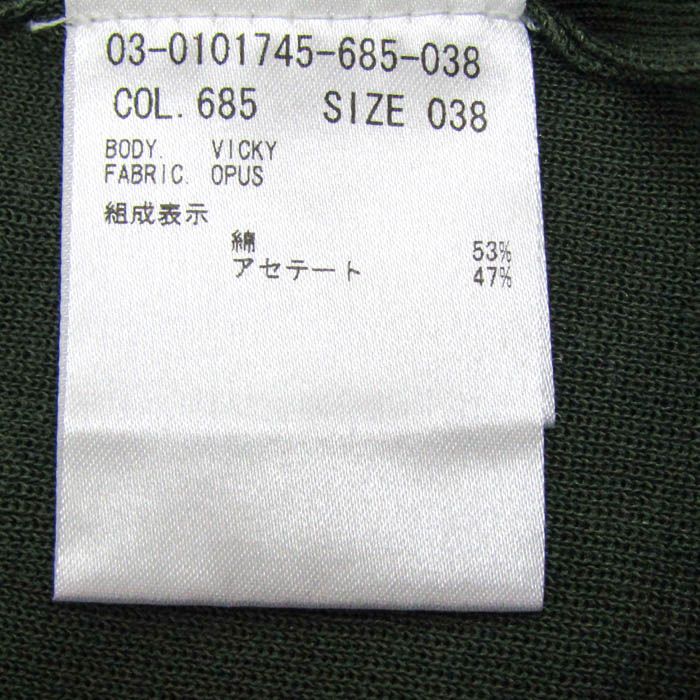 03-0101745-685-038
COL. 685 SIZE 038
BODY. VICKY
FABRIC. OPUS
組成表示
綿 53%
アセテート 47%